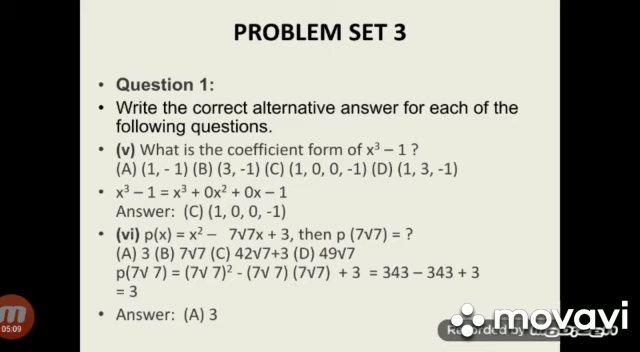 PROBLEM SET 3
• Question 1:
• Write the correct alternative answer for each of the
following questions.
• (v) What is the coefficient form of x³ – 1 ?
(A) (1, - 1) (B) (3, -1) (C) (1, 0, 0, -1) (D) (1, 3, -1)
• x³ – 1 = x³ + 0x² + 0x – 1
Answer: (C) (1, 0, 0, -1)
• (vi) p(x) = x² – 7√7x + 3, then p (7√7) = ?
(A) 3 (B) 7√7 (C) 42√7+3 (D) 49√7
p(7√ 7) = (7√ 7)² - (7√ 7) (7√7) + 3 = 343 – 343 + 3
= 3
• Answer: (A) 3
m
05:09
movavi
Recorded by